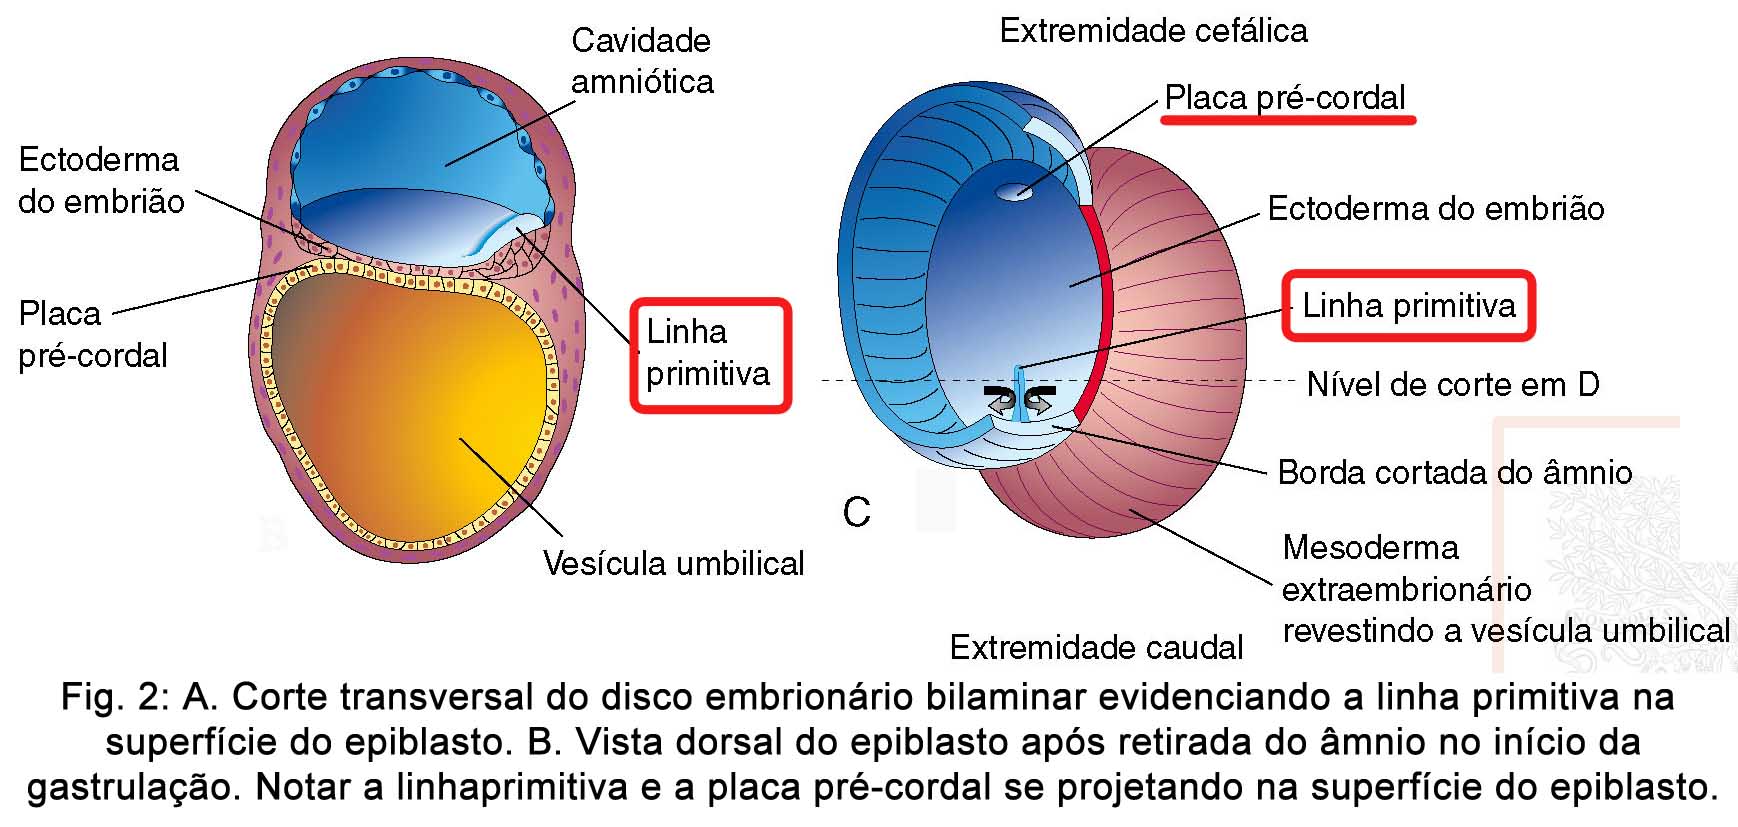 Cavidade
amniótica
Ectoderma
do embrião
Placa
pré-cordal
Linha
primitiva
Vesícula umbilical
B
Extremidade cefálica
Placa pré-cordal
Ectoderma do embrião
Linha primitiva
Nível de corte em D
Borda cortada do âmnio
C
Mesoderma
extraembrionário
revestindo a vesícula umbilical
Extremidade caudal
Fig. 2: A. Corte transversal do disco embrionário bilaminar evidenciando a linha primitiva na
superfície do epiblasto. B. Vista dorsal do epiblasto após retirada do âmnio no início da
gastrulação. Notar a linhaprimitiva e a placa pré-cordal se projetando na superfície do epiblasto.